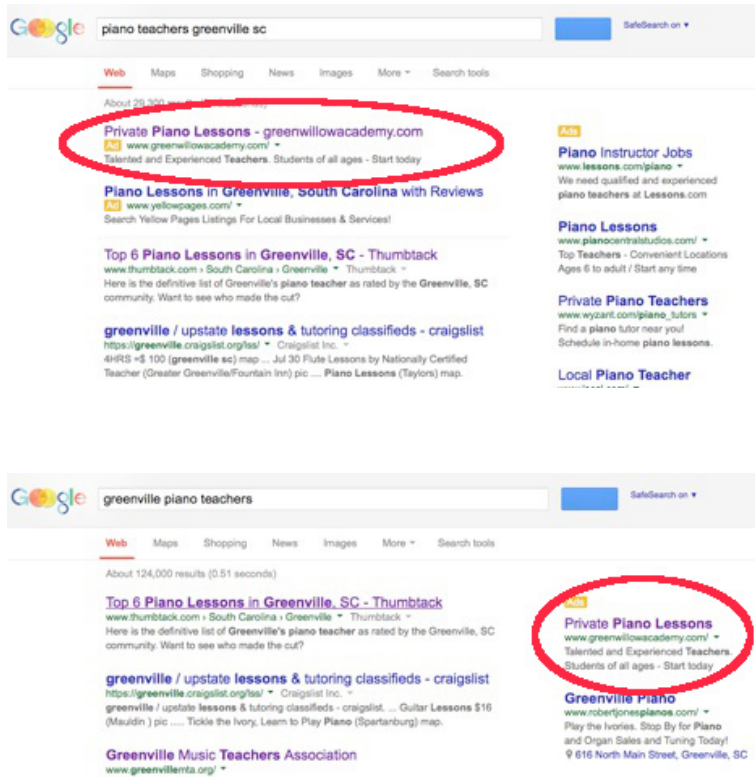 Google
piano teachers greenville sc
SafeSearch on ▼
Web Maps Shopping News Images More ▾ Search tools
About 29,300
Private Piano Lessons - greenwillowacademy.com
Ad www.greenwillowacademy.com/ ▾
Talented and Experienced Teachers. Students of all ages - Start today
Piano Lessons in Greenville, South Carolina with Reviews
Ad www.yellowpages.com/ ▾
Search Yellow Pages Listings For Local Businesses & Services!
Top 6 Piano Lessons in Greenville, SC - Thumbtack
www.thumbtack.com › South Carolina › Greenville ▾ Thumbtack ▾
Here is the definitive list of Greenville's piano teacher as rated by the Greenville, SC
community. Want to see who made the cut?
greenville / upstate lessons & tutoring classifieds - craigslist
https://greenville.craigslist.org/lss/ ▾ Craigslist Inc. ▾
4HRS =$ 100 (greenville sc) map ... Jul 30 Flute Lessons by Nationally Certified
Teacher (Greater Greenville/Fountain Inn) pic .... Piano Lessons (Taylors) map.
Ads
Piano Instructor Jobs
www.lessons.com/piano ▾
We need qualified and experienced
piano teachers at Lessons.com
Piano Lessons
www.pianocentralstudios.com/ ▾
Top Teachers - Convenient Locations
Ages 6 to adult / Start any time
Private Piano Teachers
www.wyzant.com/piano_tutors ▾
Find a piano tutor near you!
Schedule in-home piano lessons.
Local Piano Teacher
Google
greenville piano teachers
SafeSearch on ▼
Web Maps Shopping News Images More ▾ Search tools
About 124,000 results (0.51 seconds)
Top 6 Piano Lessons in Greenville, SC - Thumbtack
www.thumbtack.com › South Carolina › Greenville ▾ Thumbtack ▾
Here is the definitive list of Greenville's piano teacher as rated by the Greenville, SC
community. Want to see who made the cut?
greenville / upstate lessons & tutoring classifieds - craigslist
https://greenville.craigslist.org/lss/ ▾ Craigslist Inc. ▾
greenville / upstate lessons & tutoring classifieds - craigslist. ... Guitar Lessons $16
(Mauldin ) pic .... Tickle the Ivory, Learn to Play Piano (Spartanburg) map.
Greenville Music Teachers Association
www.greenvillemta.org/ ▾
Ads
Private Piano Lessons
www.greenwillowacademy.com/ ▾
Talented and Experienced Teachers.
Students of all ages - Start today
Greenville Piano
www.robertjonespianos.com/ ▾
Play the Ivories. Stop By for Piano
and Organ Sales and Tuning Today!
616 North Main Street, Greenville, SC